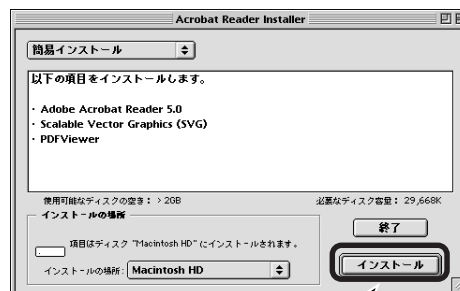 Acrobat Reader Installer
簡易インストール
以下の項目をインストールします。
・ Adobe Acrobat Reader 5.0
・ Scalable Vector Graphics (SVG)
・ PDFViewer
使用可能なディスクの空き： > 2GB
必要なディスク容量： 29,668K
インストールの場所
項目はディスク "Macintosh HD" にインストールされます。
インストールの場所： Macintosh HD
終了
インストール